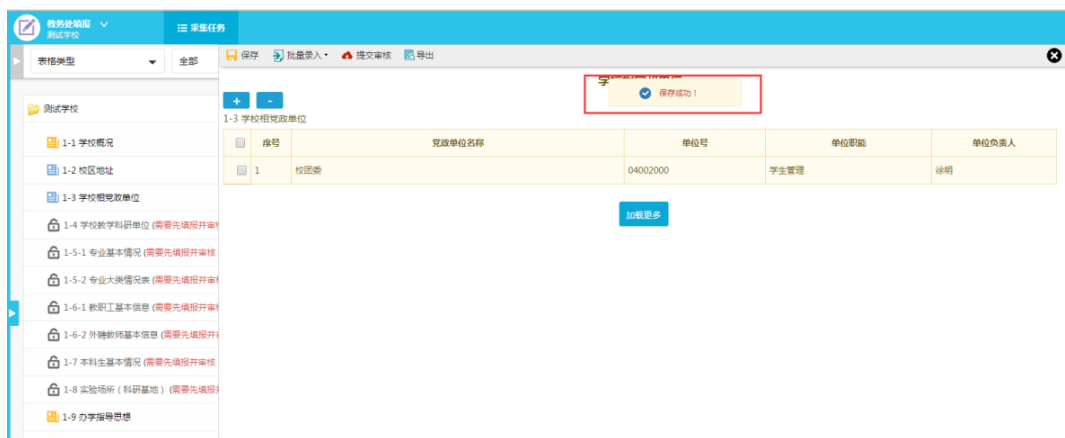 教务处填报
测试学校
采集任务
表格类型
全部
保存
批量录入
提交审核
导出
保存成功！
测试学校
+
-
1-3 学校相党政单位
序号
党政单位名称
单位号
单位职能
单位负责人
1
校团委
04002000
学生管理
徐明
加载更多
1-1 学校概况
1-2 校区地址
1-3 学校相党政单位
1-4 学校教学科研单位 (需要先填报并审
1-5-1 专业基本情况 (需要先填报并审核
1-5-2 专业大类情况表 (需要先填报并审
1-6-1 教职工基本信息 (需要先填报并审
1-6-2 外聘教师基本信息 (需要先填报并
1-7 本科生基本情况 (需要先填报并审核
1-8 实验场所（科研基地）(需要先填报
1-9 办学指导思想